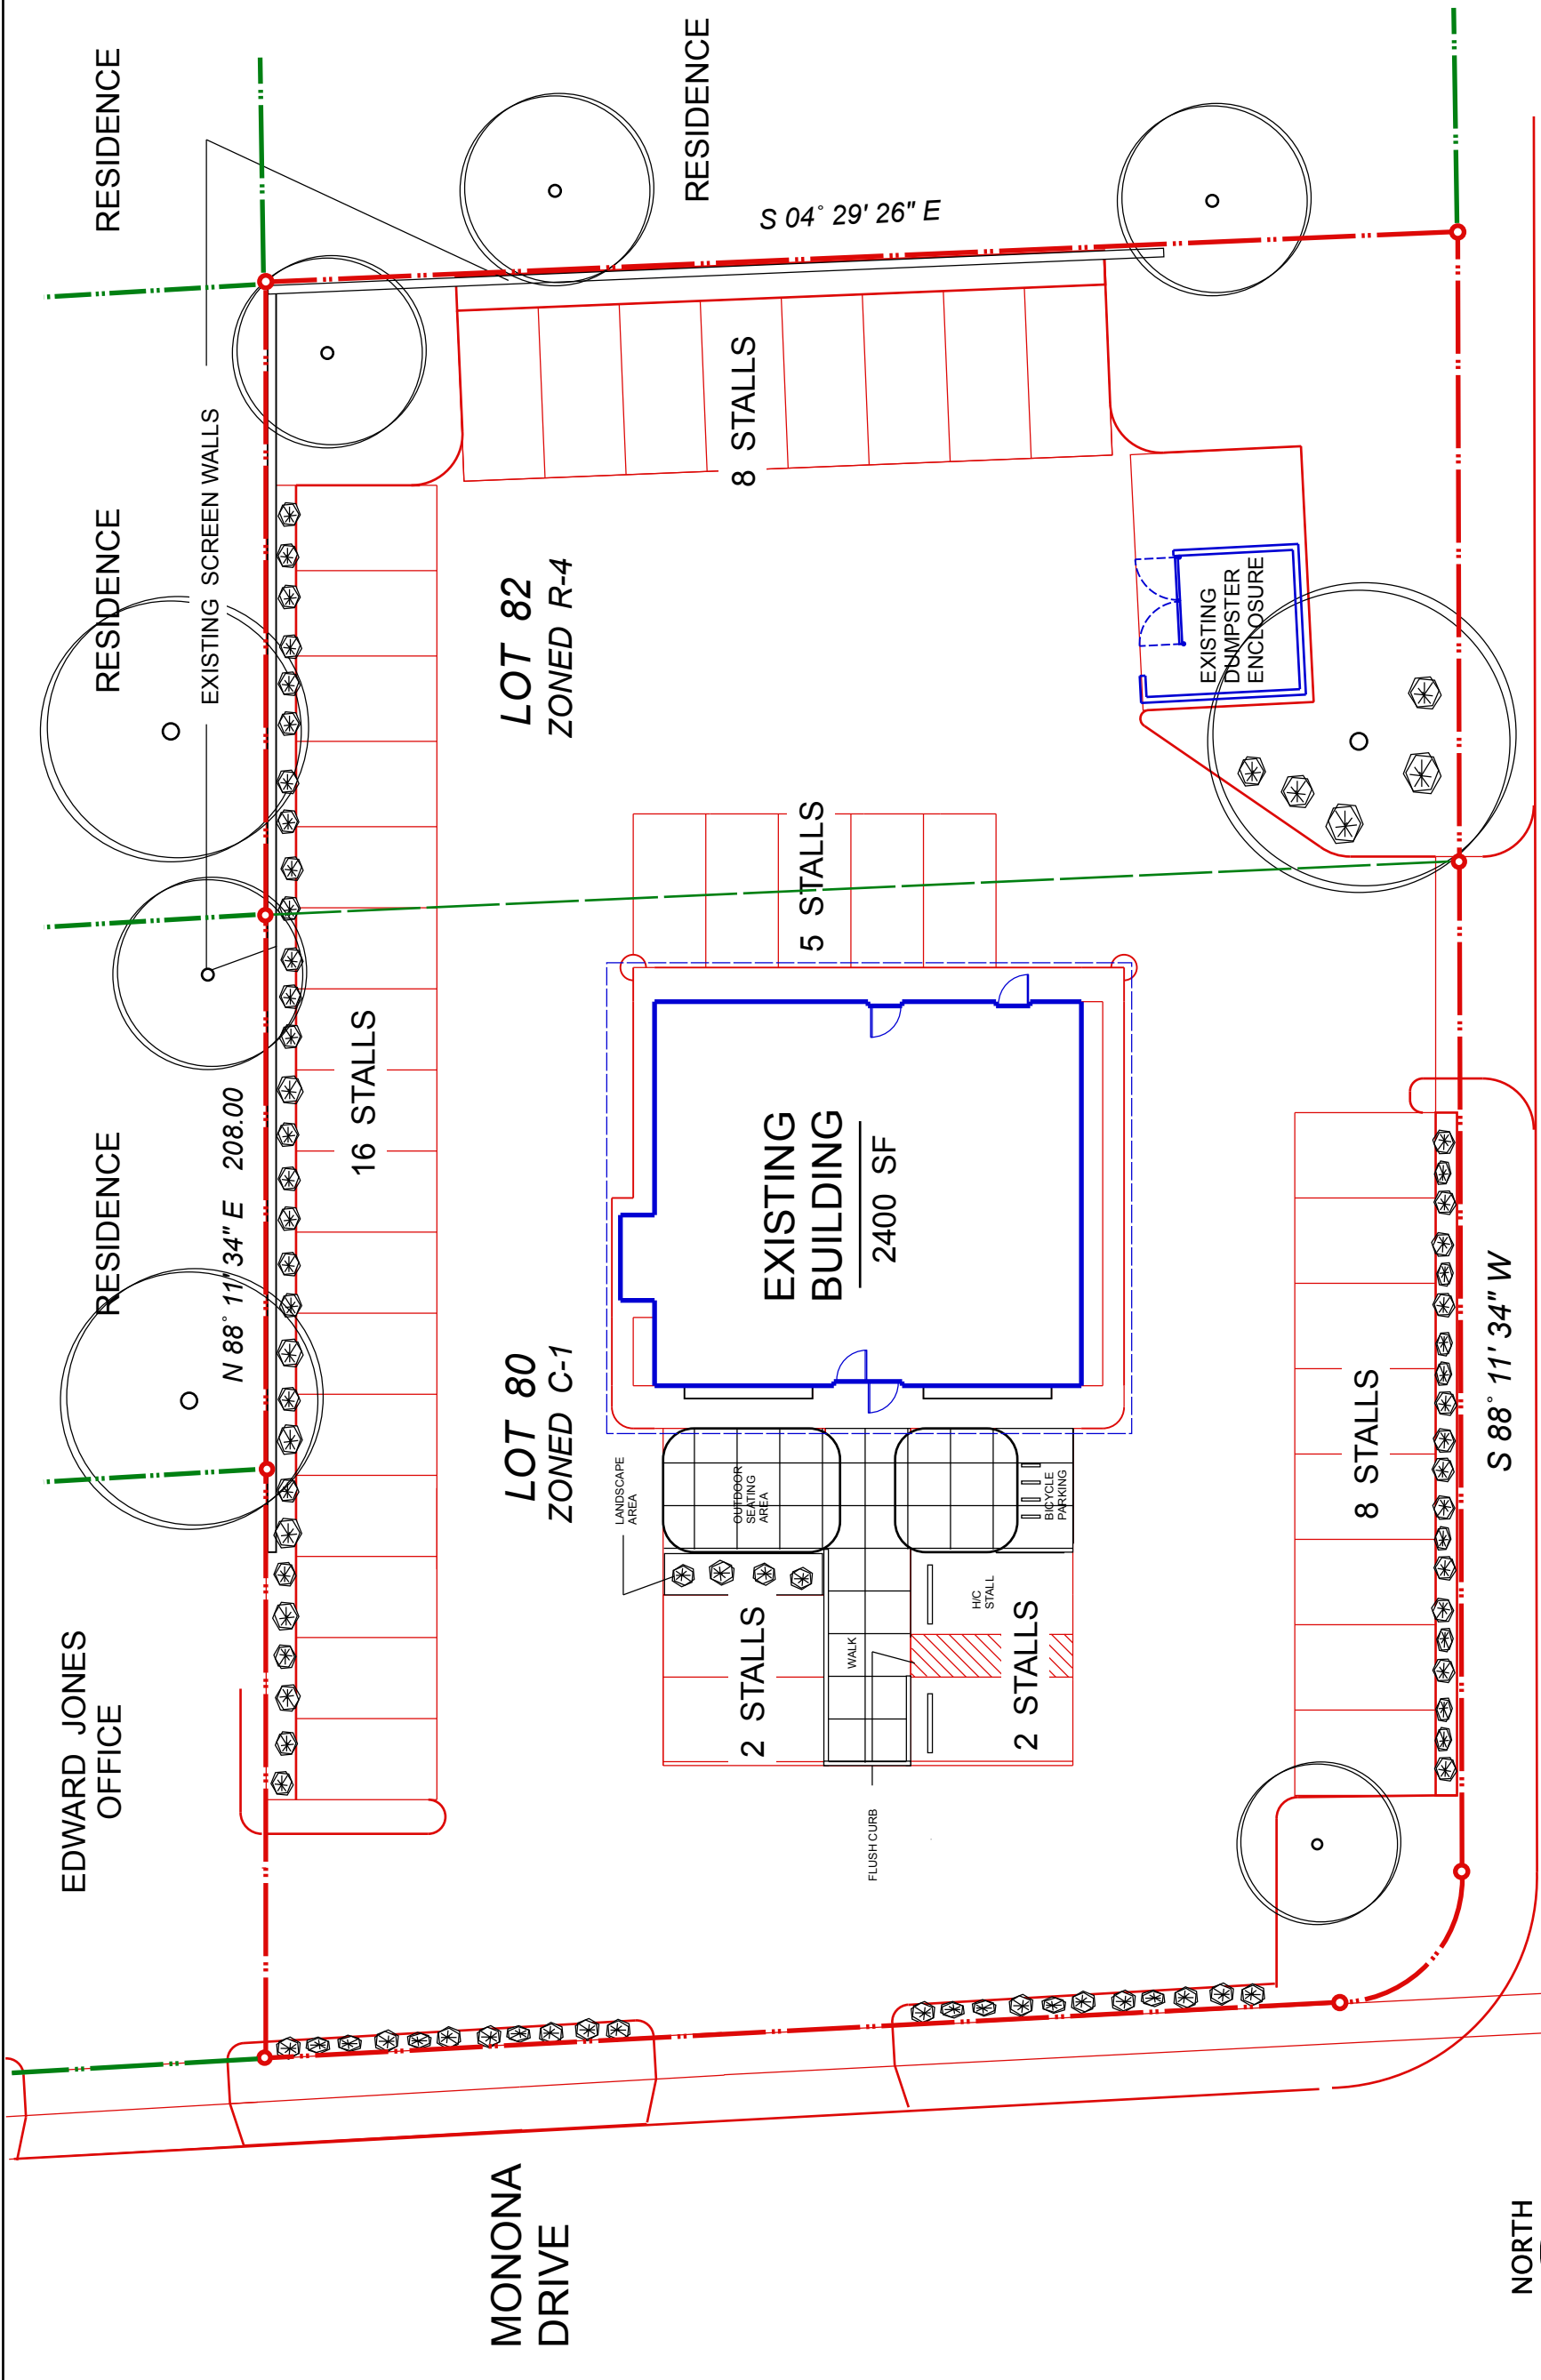 EDWARD JONES
OFFICE
RESIDENCE
RESIDENCE
RESIDENCE
EXISTING SCREEN WALLS
N 88° 11' 34" E 208.00
16 STALLS
RESIDENCE
S 04° 29' 26" E
8 STALLS
LOT 82
ZONED R-4
LOT 80
ZONED C-1
5 STALLS
EXISTING
BUILDING
2400 SF
LANDSCAPE
AREA
OUTDOOR
SEATING
AREA
BICYCLE
PARKING
2 STALLS
WALK
H/C
STALL
2 STALLS
FLUSH CURB
EXISTING
DUMPSTER
ENCLOSURE
8 STALLS
S 88° 11' 34" W
MONONA
DRIVE
NORTH